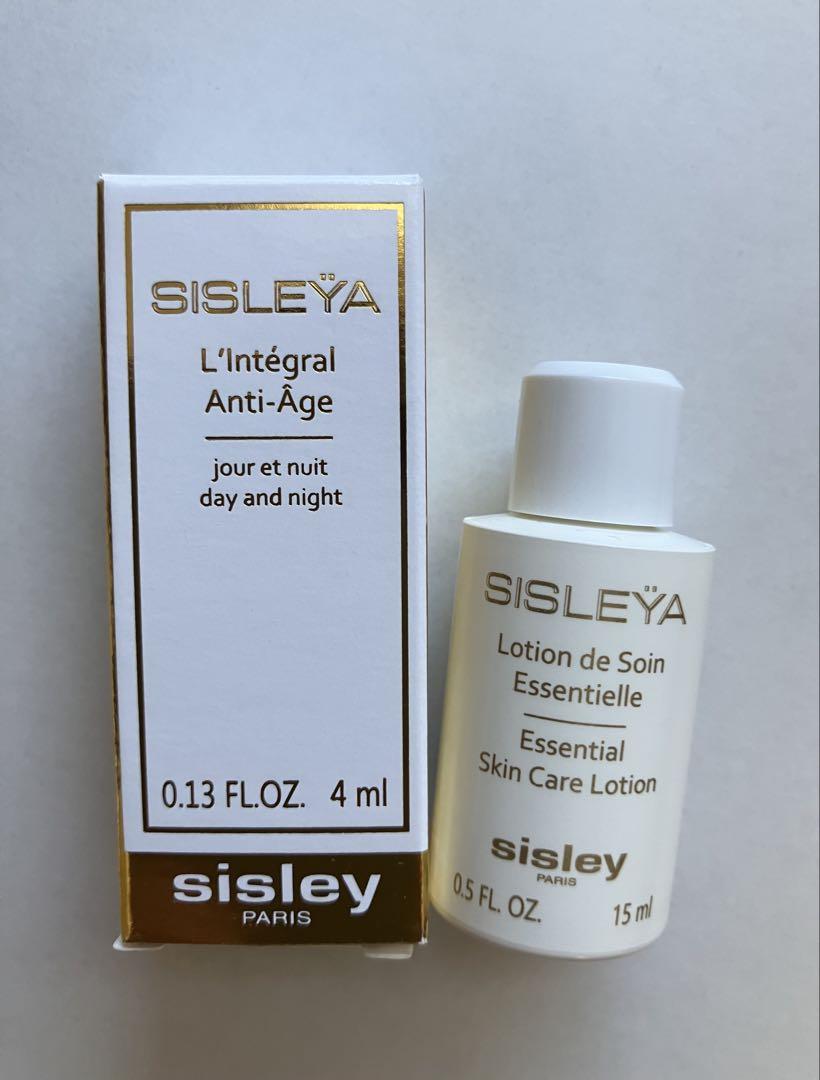 SISLEŸA
L'Intégral
Anti-Âge
jour et nuit
day and night
0.13 FL.OZ. 4 ml
sisley
PARIS
SISLEŸA
Lotion de Soin
Essentielle
Essential
Skin Care Lotion
sisley
PARIS
0.5 FL. OZ. 15 ml